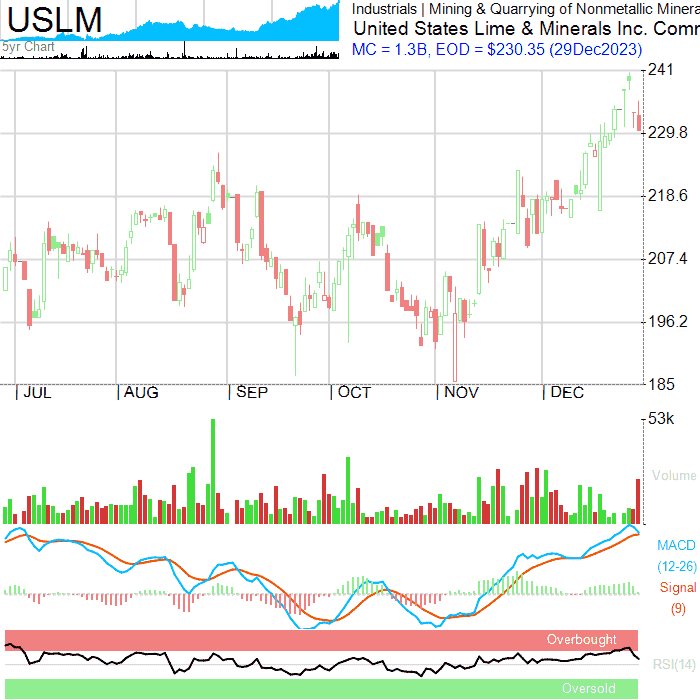 USLM
5yr Chart
Industrials | Mining & Quarrying of Nonmetallic Minera
United States Lime & Minerals Inc. Comm
MC = 1.3B, EOD = $230.35 (29Dec2023)
241
229.8
218.6
207.4
196.2
185
JUL AUG SEP OCT NOV DEC
53k
Volume
MACD
(12-26)
Signal
(9)
Overbought
RSI(14)
Oversold